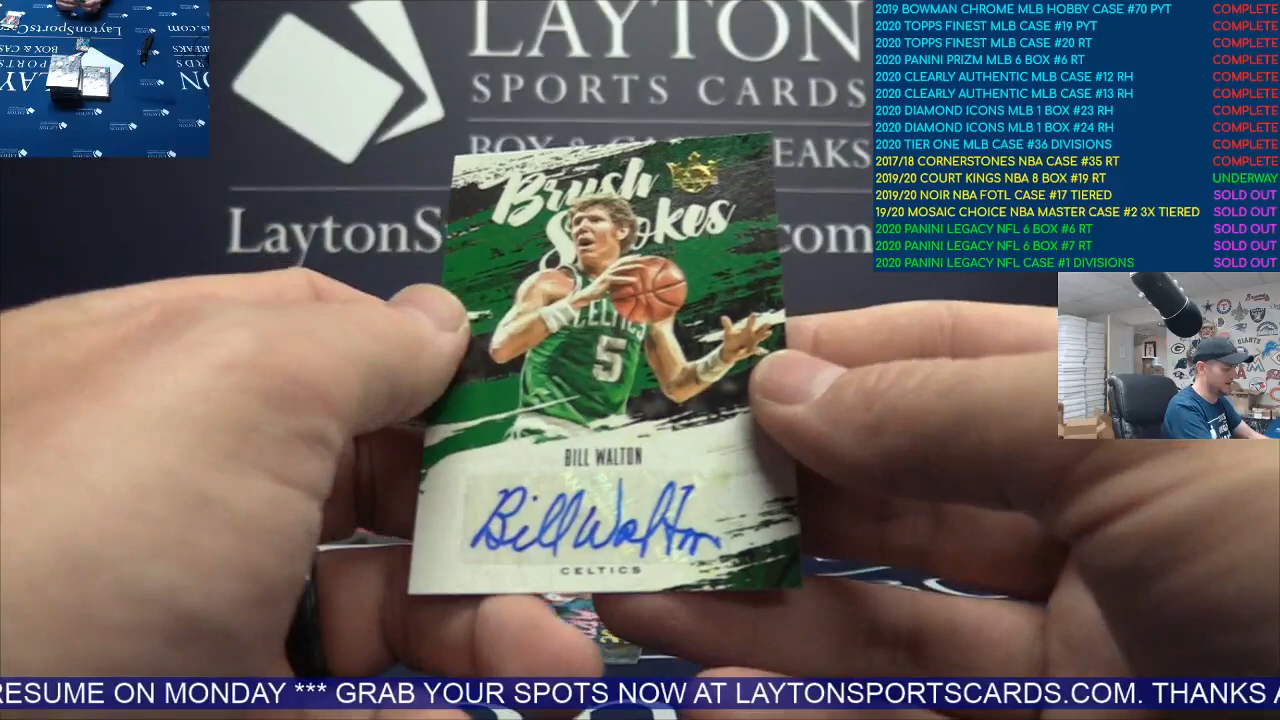 LAYTON
SPORTS CARDS
BOX & CAS
EAKS
LaytonS
com
Brush
Strokes
CELTICS
5
BILL WALTON
Bill Walton
CELTICS
2019 BOWMAN CHROME MLB HOBBY CASE #70 PYT COMPLETE
2020 TOPPS FINEST MLB CASE #19 PYT COMPLETE
2020 TOPPS FINEST MLB CASE #20 RT COMPLETE
2020 PANINI PRIZM MLB 6 BOX #6 RT COMPLETE
2020 CLEARLY AUTHENTIC MLB CASE #12 RH COMPLETE
2020 CLEARLY AUTHENTIC MLB CASE #13 RH COMPLETE
2020 DIAMOND ICONS MLB 1 BOX #23 RH COMPLETE
2020 DIAMOND ICONS MLB 1 BOX #24 RH COMPLETE
2020 TIER ONE MLB CASE #36 DIVISIONS COMPLETE
2017/18 CORNERSTONES NBA CASE #35 RT COMPLETE
2019/20 COURT KINGS NBA 8 BOX #19 RT UNDERWAY
2019/20 NOIR NBA FOTL CASE #17 TIERED SOLD OUT
19/20 MOSAIC CHOICE NBA MASTER CASE #2 3X TIERED SOLD OUT
2020 PANINI LEGACY NFL 6 BOX #6 RT SOLD OUT
2020 PANINI LEGACY NFL 6 BOX #7 RT SOLD OUT
2020 PANINI LEGACY NFL CASE #1 DIVISIONS SOLD OUT
GIANTS
RESUME ON MONDAY *** GRAB YOUR SPOTS NOW AT LAYTONSPORTSCARDS.COM. THANKS A